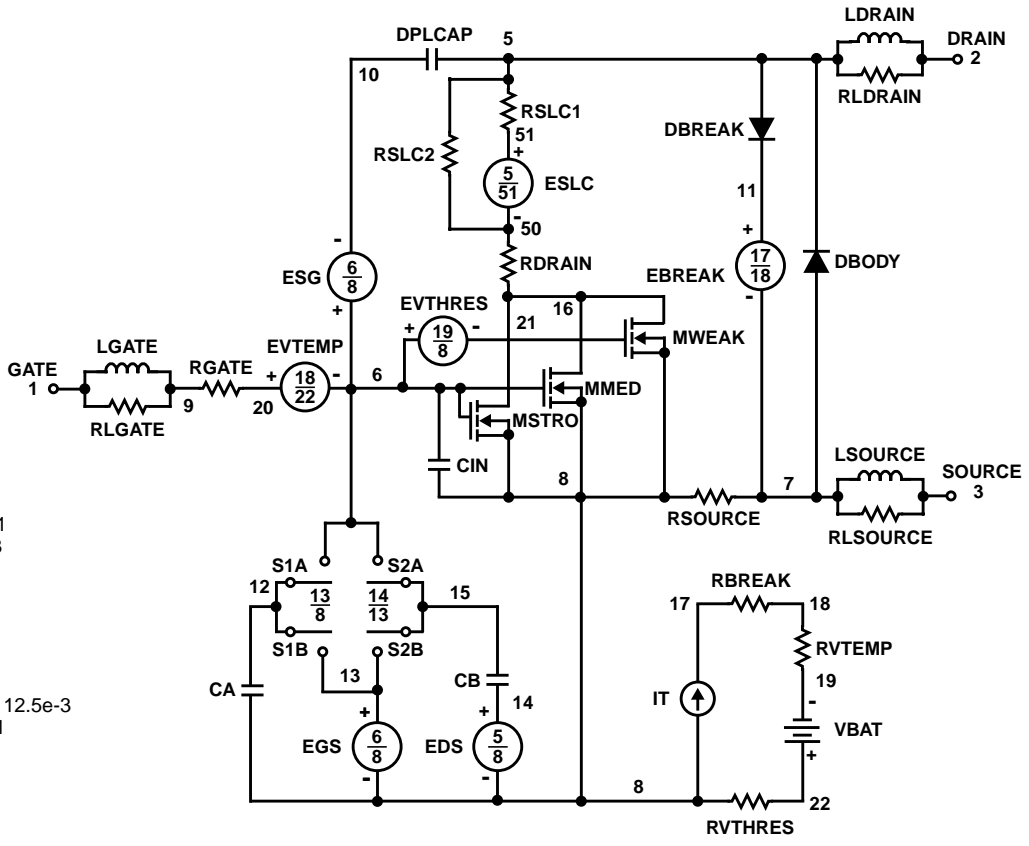 LDRAIN
DPLCAP
5
DRAIN
2
10
RLDRAIN
RSLC1
DBREAK
51
+
RSLC2
5
51
ESLC
11
-
50
-
+
17
18
RDRAIN
EBREAK
DBODY
ESG
6
8
-
+
EVTHRES
16
+
19
8
-
21
MWEAK
LGATE
EVTEMP
GATE
1
RGATE
+
18
22
-
6
MMED
9
20
RLGATE
MSTRO
CIN
8
LSOURCE
7
SOURCE
3
RSOURCE
RLSOURCE
S1A
S2A
12
13
8
14
13
15
RBREAK
17
18
S1B
S2B
RVTEMP
13
CB
19
CA
14
IT
-
12.5e-3
+
+
VBAT
EGS
6
8
EDS
5
8
+
-
-
8
22
RVTHRES